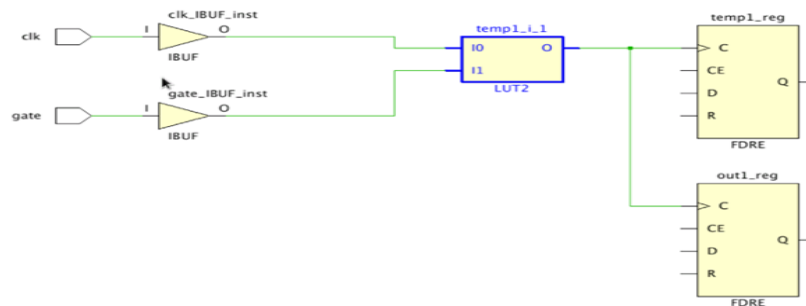 clk_IBUF_inst
clk
I
O
IBUF
gate_IBUF_inst
gate
I
O
IBUF
temp1_i_1
I0
O
I1
LUT2
temp1_reg
C
CE
Q
D
R
FDRE
out1_reg
C
CE
Q
D
R
FDRE